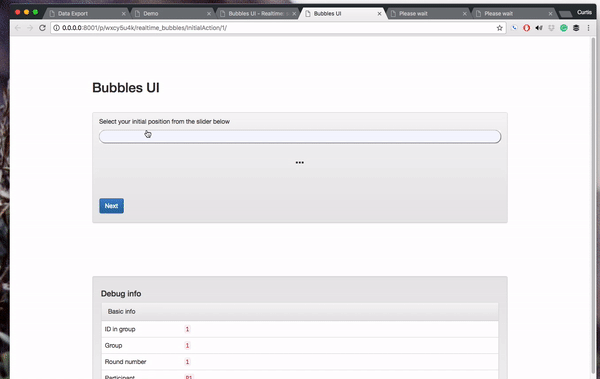 Data Export
Demo
Bubbles UI - Realtime
Bubbles UI
Please wait
Please wait
Curtis
0.0.0.0:8001/p/wxcy5u4k/realtime_bubbles/InitialAction/1/
Bubbles UI
Select your initial position from the slider below
...
Next
Debug info
Basic info
ID in group 1
Group 1
Round number 1
Participant P1